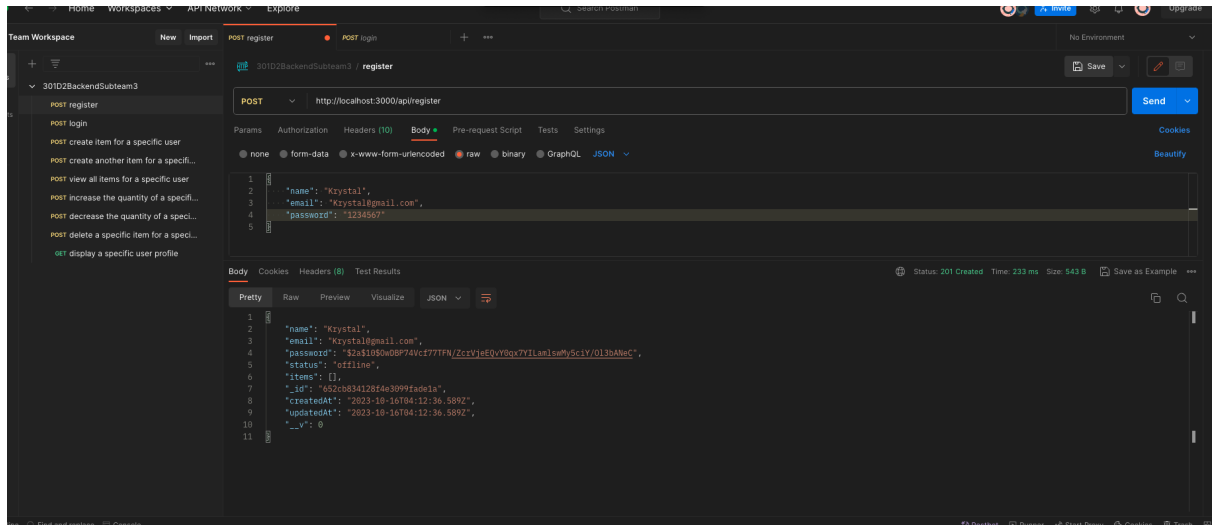 Home Workspaces API Network Explore Search Postman Invite Upgrade
Team Workspace New Import POST register POST login No Environment
301D2BackendSubteam3 / register Save
301D2BackendSubteam3
POST register
POST login
POST create item for a specific user
POST create another item for a specifi...
POST view all items for a specific user
POST increase the quantity of a specifi...
POST decrease the quantity of a speci...
POST delete a specific item for a speci...
GET display a specific user profile
POST http://localhost:3000/api/register Send
Params Authorization Headers (10) Body Pre-request Script Tests Settings Cookies
none form-data x-www-form-urlencoded raw binary GraphQL JSON Beautify
1 {
2 "name": "Krystal",
3 "email": "Krystal@gmail.com",
4 "password": "1234567"
5 }
Body Cookies Headers (8) Test Results Status: 201 Created Time: 233 ms Size: 543 B Save as Example
Pretty Raw Preview Visualize JSON
1 {
2 "name": "Krystal",
3 "email": "Krystal@gmail.com",
4 "password":
5 "status": "offline",
6 "items": [],
7 "_id": "652cb834128f4e3099fade1a",
8 "createdAt": "2023-10-16T04:12:36.589Z",
9 "updatedAt": "2023-10-16T04:12:36.589Z",
10 "__v": 0
11 }
Find and replace Console Postbot Runner Start Proxy Cookies Trash